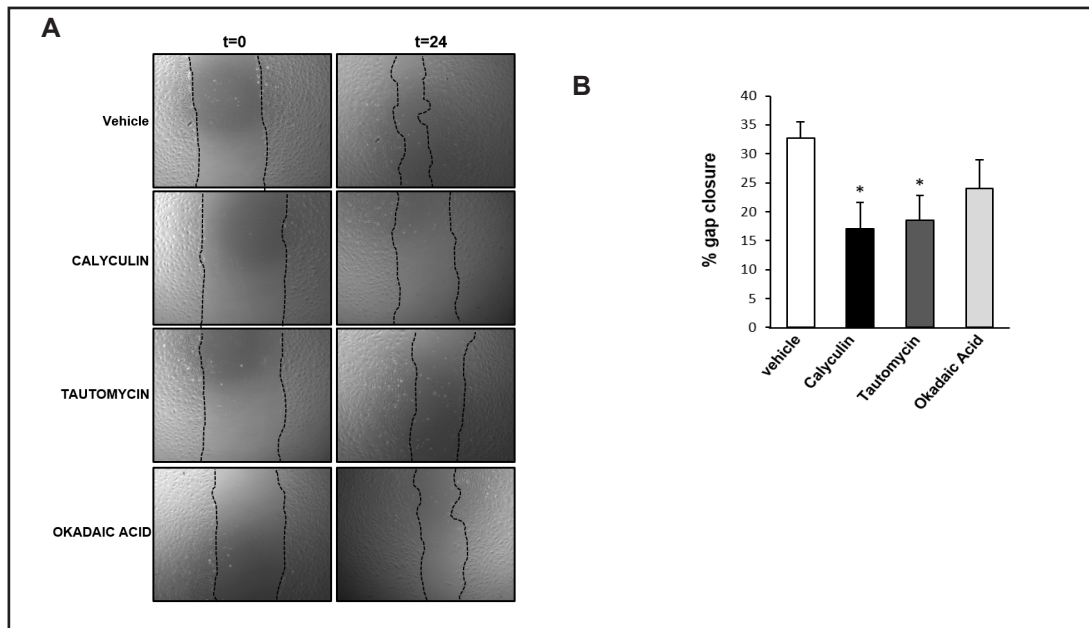 A
t=0 t=24
Vehicle
CALYCULIN
TAUTOMYCIN
OKADAIC ACID
B
% gap closure
40
35
30
25
20
15
10
5
0
* *
vehicle
Calyculin
Tautomycin
Okadaic Acid